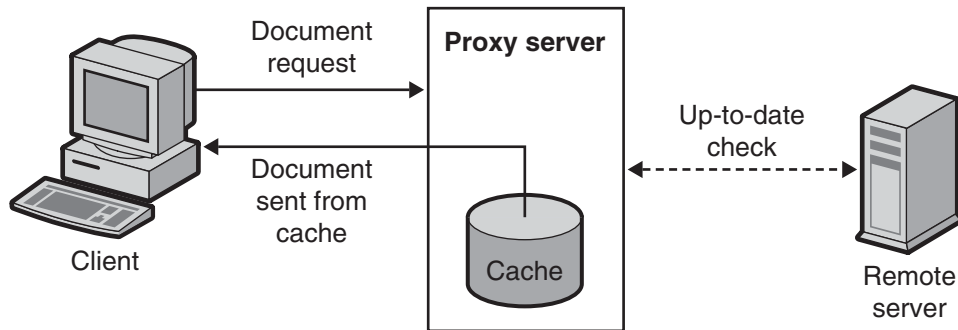 Document
request
Proxy server
Up-to-date
check
Document
sent from
cache
Client
Cache
Remote
server